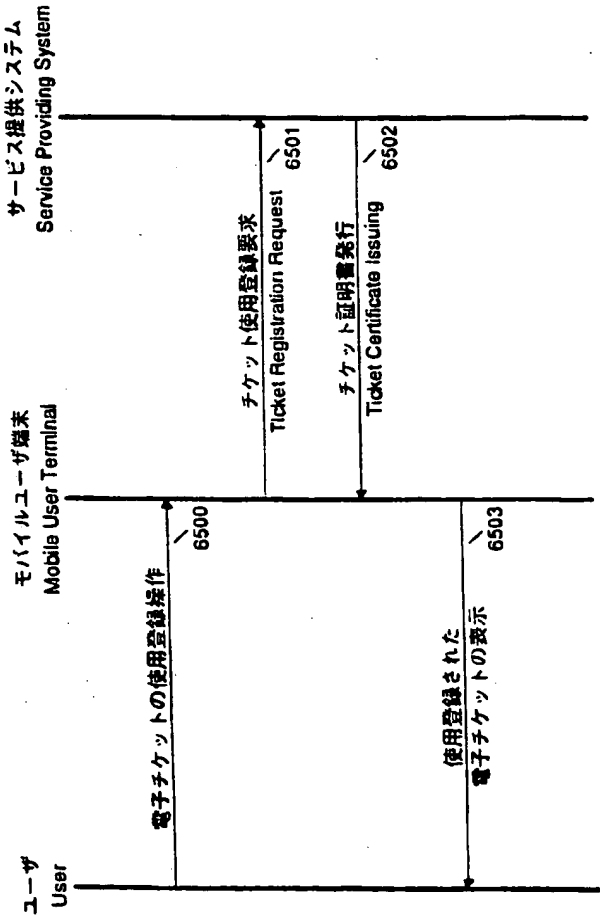 ユーザ
User
モバイルユーザ端末
Mobile User Terminal
サービス提供システム
Service Providing System
電子チケットの使用登録操作
6500
チケット使用登録要求
Ticket Registration Request
6501
チケット証明書発行
Ticket Certificate Issuing
6502
使用登録された
電子チケットの表示
6503